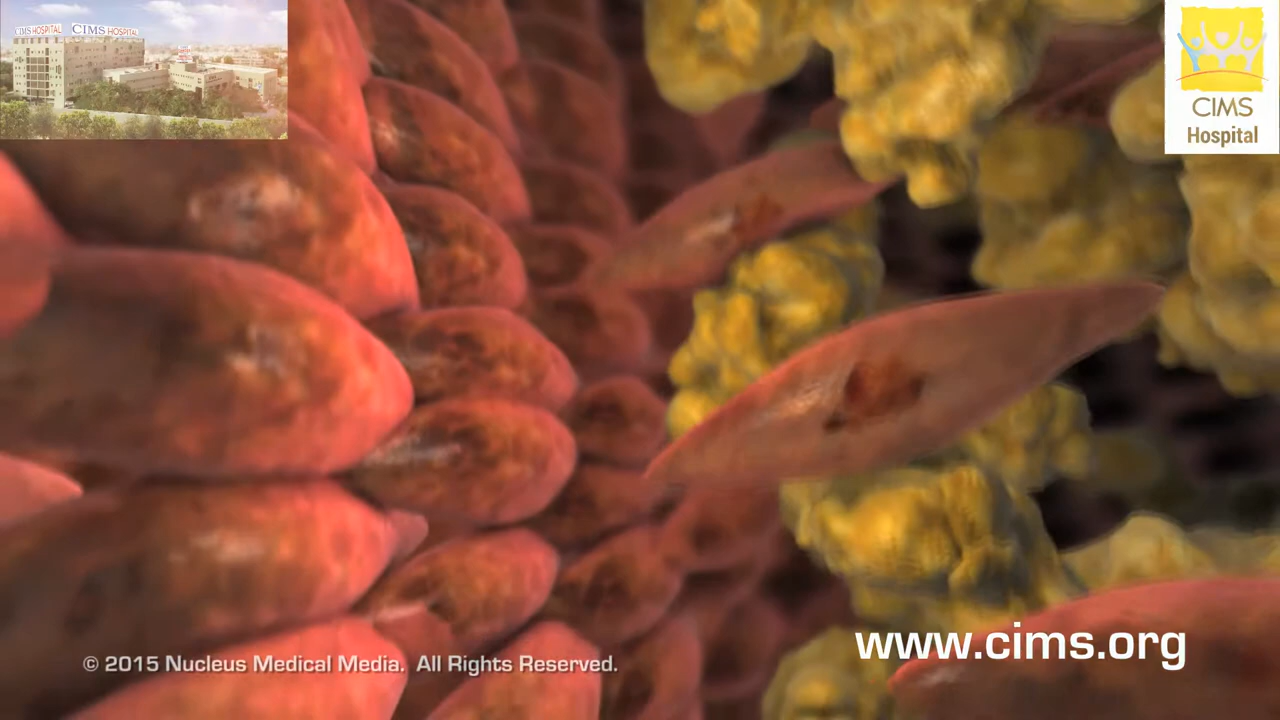 CIMS HOSPITAL CIMS HOSPITAL
CIMS
Hospital
www.cims.org
© 2015 Nucleus Medical Media. All Rights Reserved.